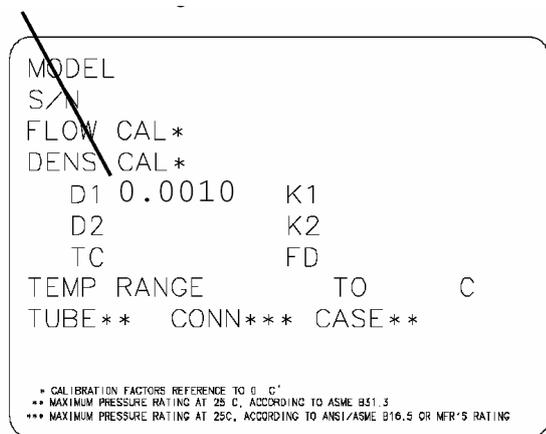 MODEL
S/N
FLOW CAL*
DENS CAL*
D1 0.0010 K1
D2 K2
TC FD
TEMP RANGE TO C
TUBE** CONN*** CASE**
* CALIBRATION FACTORS REFERENCE TO 0 C
** MAXIMUM PRESSURE RATING AT 25 C, ACCORDING TO ASME B31.3
*** MAXIMUM PRESSURE RATING AT 25C, ACCORDING TO ANSI/ASME B16.5 OR MFR'S RATING